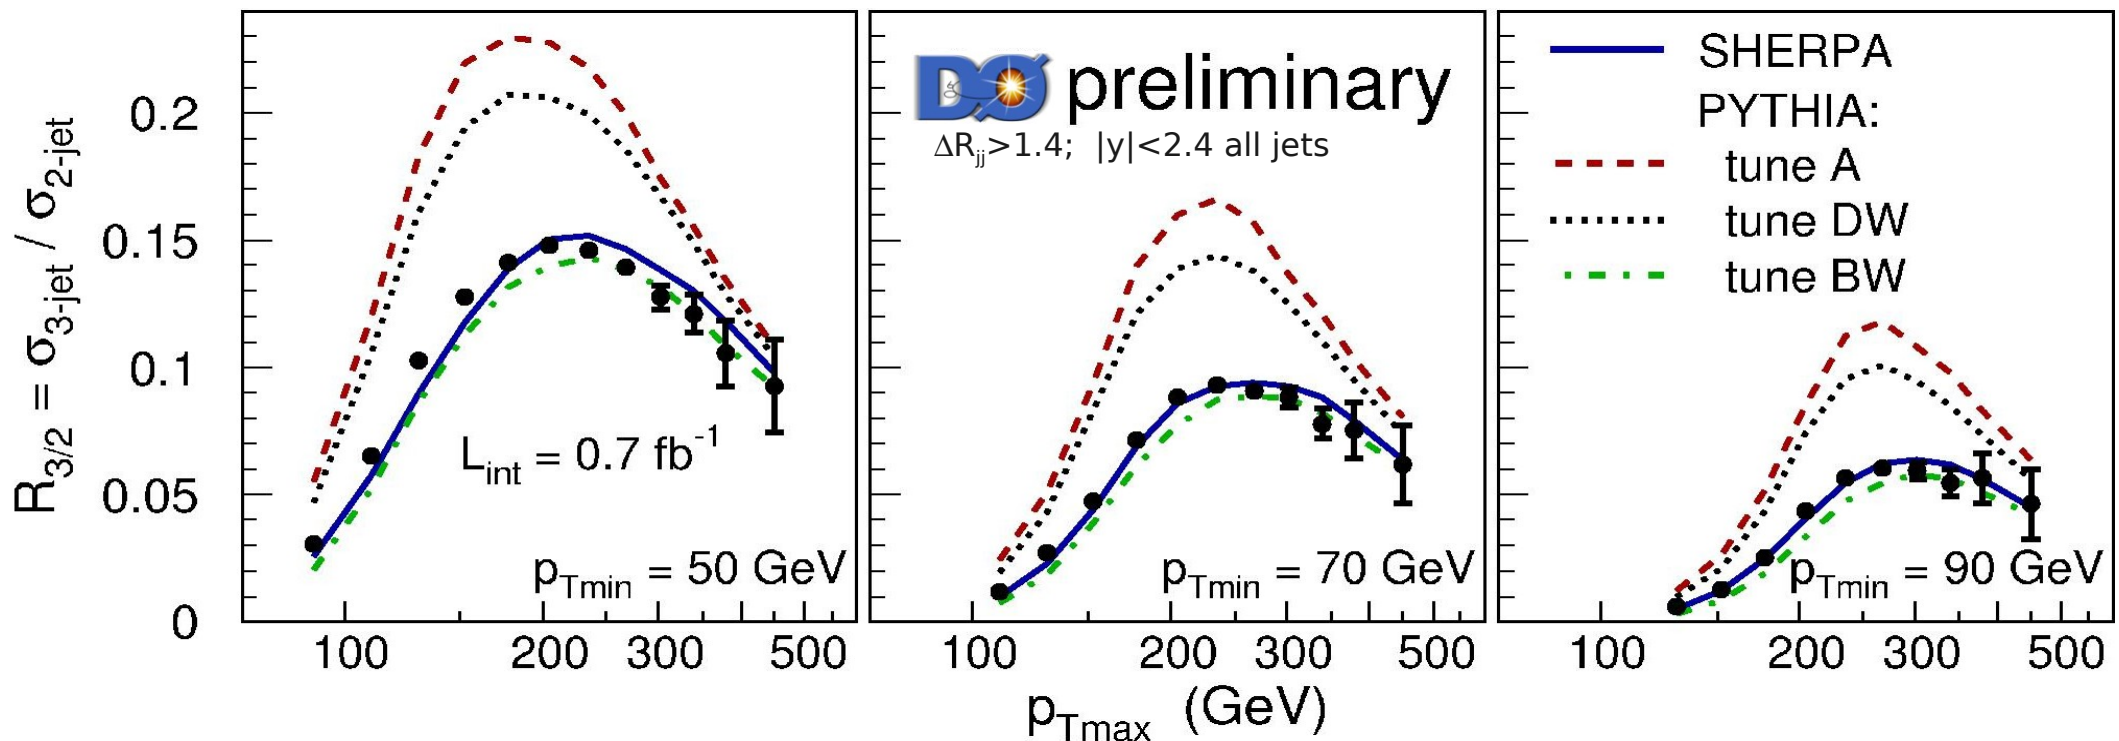 R3/2 = σ3-jet / σ2-jet
0.2
0.15
0.1
0.05
0
Lint = 0.7 fb-1
pTmin = 50 GeV
100 200 300 500
DØ preliminary
ΔRjj>1.4; |y|<2.4 all jets
pTmin = 70 GeV
100 200 300 500
SHERPA
PYTHIA:
tune A
tune DW
tune BW
pTmin = 90 GeV
100 200 300 500
pTmax (GeV)